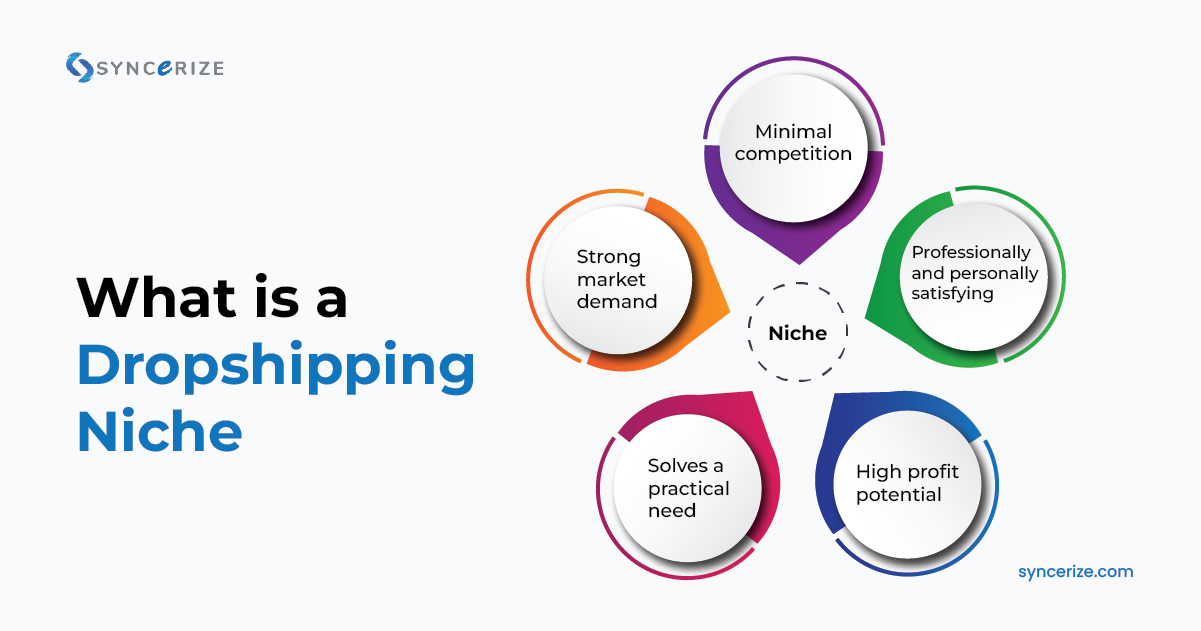 SYNCERIZE
What is a
Dropshipping
Niche
Minimal
competition
Strong
market
demand
Professionally
and personally
satisfying
Niche
Solves a
practical
need
High profit
potential
syncerize.com